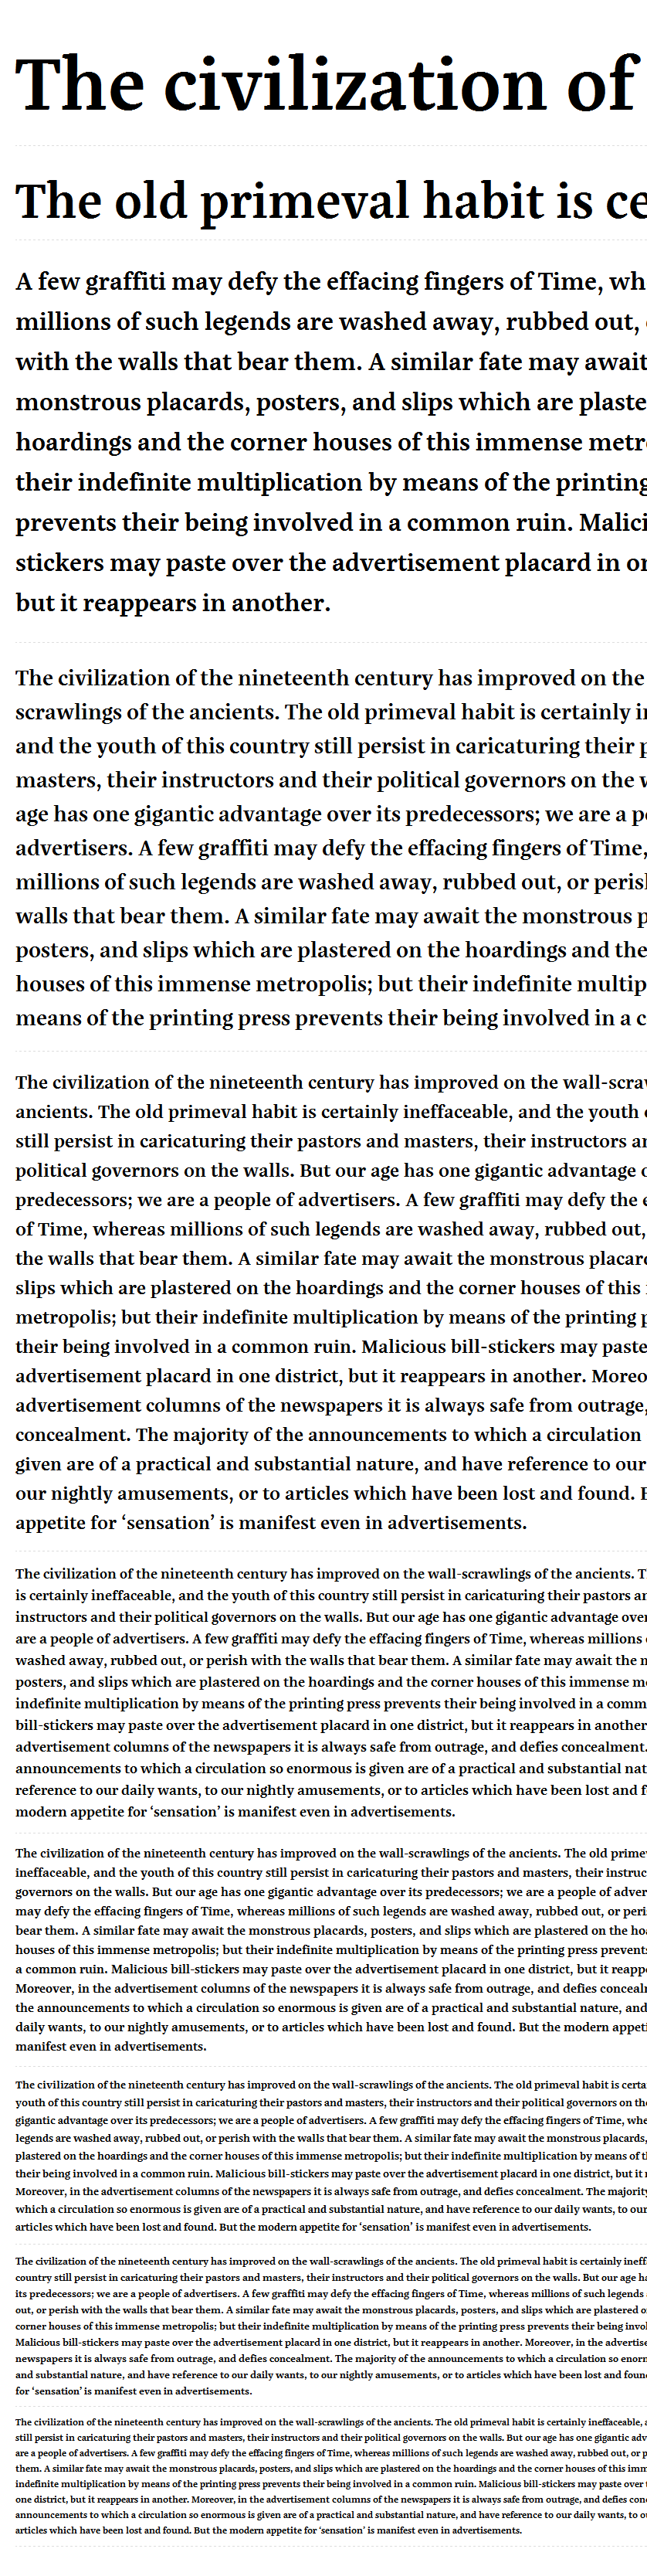 The civilization of
The old primeval habit is ce
A few graffiti may defy the effacing fingers of Time, wh
millions of such legends are washed away, rubbed out,
with the walls that bear them. A similar fate may await
monstrous placards, posters, and slips which are plaste
hoardings and the corner houses of this immense metr
their indefinite multiplication by means of the printing
prevents their being involved in a common ruin. Malici
stickers may paste over the advertisement placard in or
but it reappears in another.
The civilization of the nineteenth century has improved on the
scrawlings of the ancients. The old primeval habit is certainly in
and the youth of this country still persist in caricaturing their p
masters, their instructors and their political governors on the w
age has one gigantic advantage over its predecessors; we are a pe
advertisers. A few graffiti may defy the effacing fingers of Time,
millions of such legends are washed away, rubbed out, or perish
walls that bear them. A similar fate may await the monstrous p
posters, and slips which are plastered on the hoardings and the
houses of this immense metropolis; but their indefinite multip
means of the printing press prevents their being involved in a c
The civilization of the nineteenth century has improved on the wall-scraw
ancients. The old primeval habit is certainly ineffaceable, and the youth
still persist in caricaturing their pastors and masters, their instructors an
political governors on the walls. But our age has one gigantic advantage o
predecessors; we are a people of advertisers. A few graffiti may defy the e
of Time, whereas millions of such legends are washed away, rubbed out,
the walls that bear them. A similar fate may await the monstrous placard
slips which are plastered on the hoardings and the corner houses of this
metropolis; but their indefinite multiplication by means of the printing p
their being involved in a common ruin. Malicious bill-stickers may paste
advertisement placard in one district, but it reappears in another. Moreo
advertisement columns of the newspapers it is always safe from outrage,
concealment. The majority of the announcements to which a circulation
given are of a practical and substantial nature, and have reference to our
our nightly amusements, or to articles which have been lost and found. B
appetite for ‘sensation’ is manifest even in advertisements.
The civilization of the nineteenth century has improved on the wall-scrawlings of the ancients. T
is certainly ineffaceable, and the youth of this country still persist in caricaturing their pastors an
instructors and their political governors on the walls. But our age has one gigantic advantage over
are a people of advertisers. A few graffiti may defy the effacing fingers of Time, whereas millions
washed away, rubbed out, or perish with the walls that bear them. A similar fate may await the m
posters, and slips which are plastered on the hoardings and the corner houses of this immense me
indefinite multiplication by means of the printing press prevents their being involved in a comm
bill-stickers may paste over the advertisement placard in one district, but it reappears in another
advertisement columns of the newspapers it is always safe from outrage, and defies concealment.
announcements to which a circulation so enormous is given are of a practical and substantial nat
reference to our daily wants, to our nightly amusements, or to articles which have been lost and f
modern appetite for ‘sensation’ is manifest even in advertisements.
The civilization of the nineteenth century has improved on the wall-scrawlings of the ancients. The old prime
ineffaceable, and the youth of this country still persist in caricaturing their pastors and masters, their instruc
governors on the walls. But our age has one gigantic advantage over its predecessors; we are a people of adver
may defy the effacing fingers of Time, whereas millions of such legends are washed away, rubbed out, or peri
bear them. A similar fate may await the monstrous placards, posters, and slips which are plastered on the hoa
houses of this immense metropolis; but their indefinite multiplication by means of the printing press prevents
a common ruin. Malicious bill-stickers may paste over the advertisement placard in one district, but it reappe
Moreover, in the advertisement columns of the newspapers it is always safe from outrage, and defies concealm
the announcements to which a circulation so enormous is given are of a practical and substantial nature, and
daily wants, to our nightly amusements, or to articles which have been lost and found. But the modern appeti
manifest even in advertisements.
The civilization of the nineteenth century has improved on the wall-scrawlings of the ancients. The old primeval habit is certa
youth of this country still persist in caricaturing their pastors and masters, their instructors and their political governors on the
gigantic advantage over its predecessors; we are a people of advertisers. A few graffiti may defy the effacing fingers of Time, whe
legends are washed away, rubbed out, or perish with the walls that bear them. A similar fate may await the monstrous placards,
plastered on the hoardings and the corner houses of this immense metropolis; but their indefinite multiplication by means of th
their being involved in a common ruin. Malicious bill-stickers may paste over the advertisement placard in one district, but it r
Moreover, in the advertisement columns of the newspapers it is always safe from outrage, and defies concealment. The majority
which a circulation so enormous is given are of a practical and substantial nature, and have reference to our daily wants, to our
articles which have been lost and found. But the modern appetite for ‘sensation’ is manifest even in advertisements.
The civilization of the nineteenth century has improved on the wall-scrawlings of the ancients. The old primeval habit is certainly ineff
country still persist in caricaturing their pastors and masters, their instructors and their political governors on the walls. But our age ha
its predecessors; we are a people of advertisers. A few graffiti may defy the effacing fingers of Time, whereas millions of such legends
out, or perish with the walls that bear them. A similar fate may await the monstrous placards, posters, and slips which are plastered o
corner houses of this immense metropolis; but their indefinite multiplication by means of the printing press prevents their being invol
Malicious bill-stickers may paste over the advertisement placard in one district, but it reappears in another. Moreover, in the advertise
newspapers it is always safe from outrage, and defies concealment. The majority of the announcements to which a circulation so enorm
and substantial nature, and have reference to our daily wants, to our nightly amusements, or to articles which have been lost and foun
for ‘sensation’ is manifest even in advertisements.
The civilization of the nineteenth century has improved on the wall-scrawlings of the ancients. The old primeval habit is certainly ineffaceable, a
still persist in caricaturing their pastors and masters, their instructors and their political governors on the walls. But our age has one gigantic adv
are a people of advertisers. A few graffiti may defy the effacing fingers of Time, whereas millions of such legends are washed away, rubbed out, or p
them. A similar fate may await the monstrous placards, posters, and slips which are plastered on the hoardings and the corner houses of this imm
indefinite multiplication by means of the printing press prevents their being involved in a common ruin. Malicious bill-stickers may paste over t
one district, but it reappears in another. Moreover, in the advertisement columns of the newspapers it is always safe from outrage, and defies conc
announcements to which a circulation so enormous is given are of a practical and substantial nature, and have reference to our daily wants, to ou
articles which have been lost and found. But the modern appetite for ‘sensation’ is manifest even in advertisements.